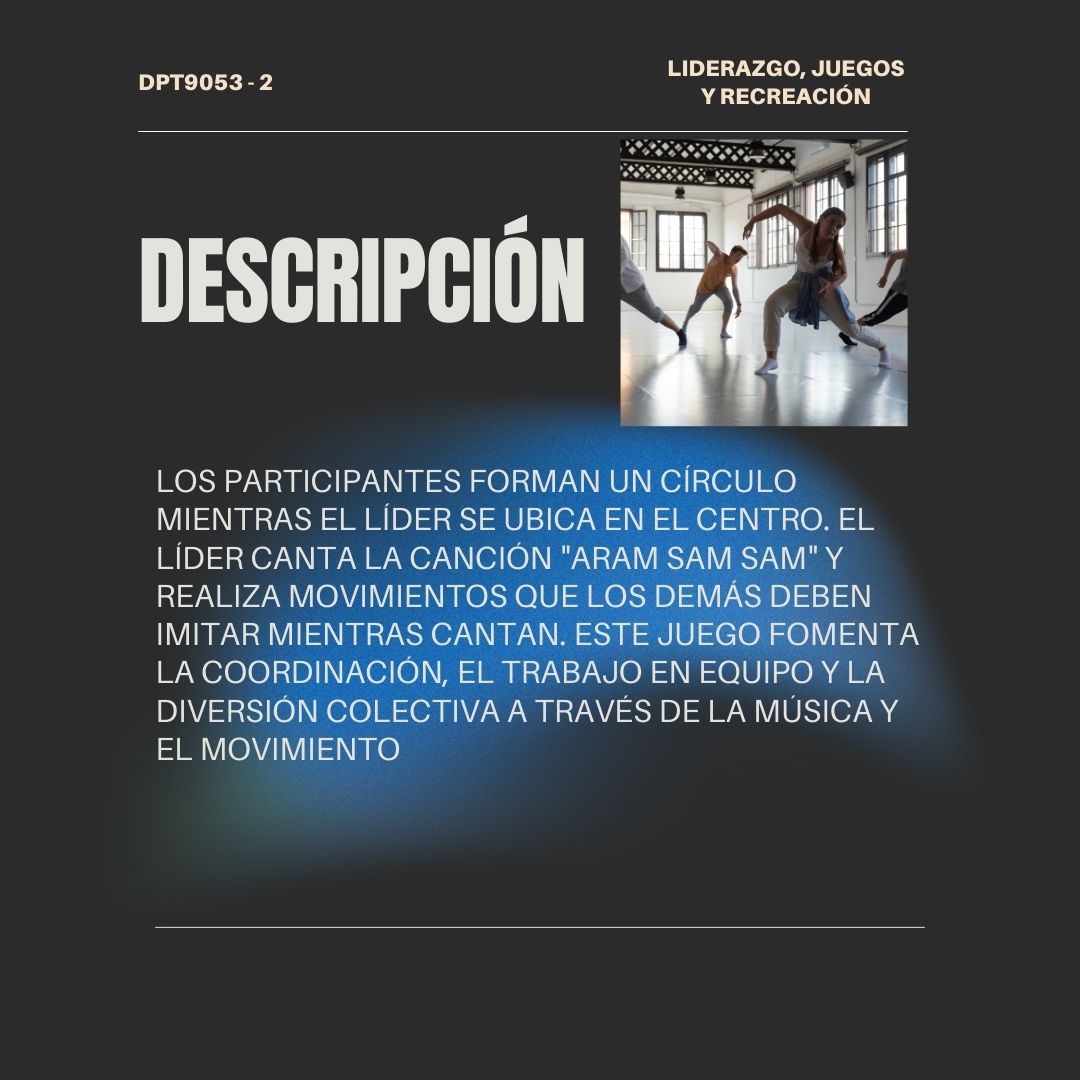 DPT9053 - 2
LIDERAZGO, JUEGOS
Y RECREACIÓN
DESCRIPCIÓN
LOS PARTICIPANTES FORMAN UN CÍRCULO
MIENTRAS EL LÍDER SE UBICA EN EL CENTRO. EL
LÍDER CANTA LA CANCIÓN "ARAM SAM SAM" Y
REALIZA MOVIMIENTOS QUE LOS DEMÁS DEBEN
IMITAR MIENTRAS CANTAN. ESTE JUEGO FOMENTA
LA COORDINACIÓN, EL TRABAJO EN EQUIPO Y LA
DIVERSIÓN COLECTIVA A TRAVÉS DE LA MÚSICA Y
EL MOVIMIENTO